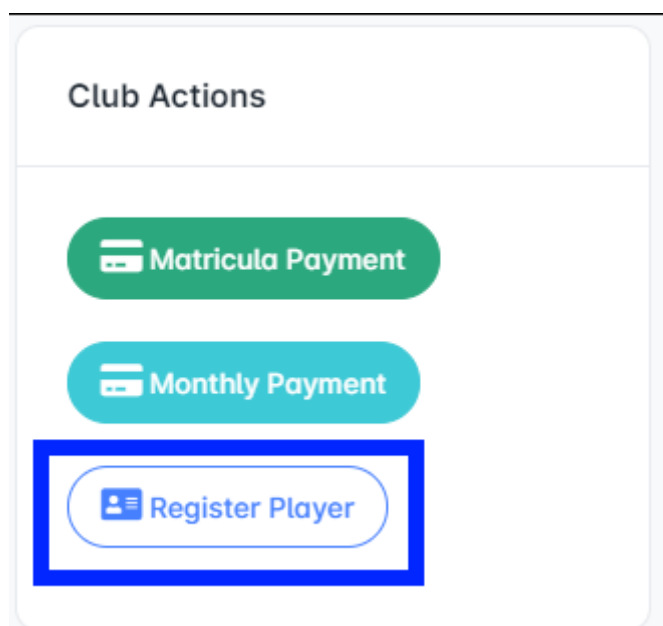 Club Actions
Matricula Payment
Monthly Payment
Register Player